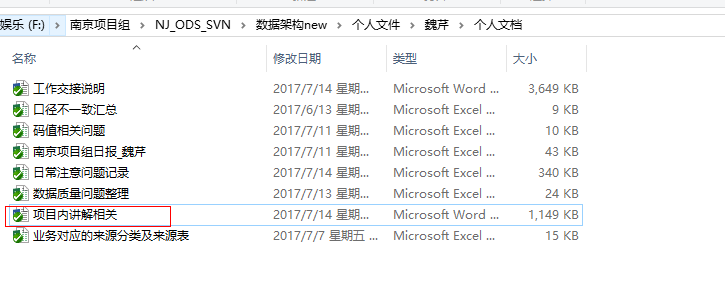 娱乐 (F:) > 南京项目组 > NJ_ODS_SVN > 数据架构new > 个人文件 > 魏芹 > 个人文档
名称 修改日期 类型 大小
工作交接说明 2017/7/14 星期... Microsoft Word ... 3,649 KB
口径不一致汇总 2017/6/13 星期... Microsoft Excel ... 9 KB
码值相关问题 2017/7/11 星期... Microsoft Excel ... 10 KB
南京项目组日报_魏芹 2017/7/11 星期... Microsoft Excel ... 43 KB
日常注意问题记录 2017/7/14 星期... Microsoft Excel ... 340 KB
数据质量问题整理 2017/7/13 星期... Microsoft Excel ... 24 KB
项目内讲解相关 2017/7/14 星期... Microsoft Word ... 1,149 KB
业务对应的来源分类及来源表 2017/7/7 星期五 ... Microsoft Excel ... 15 KB